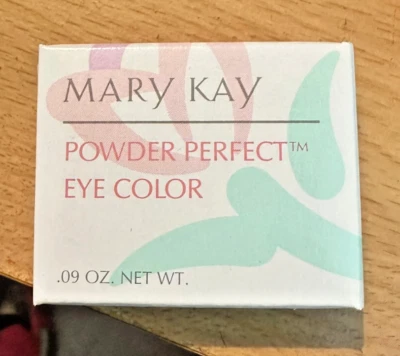 MARY KAY
POWDER PERFECT™
EYE COLOR
.09 OZ. NET WT.